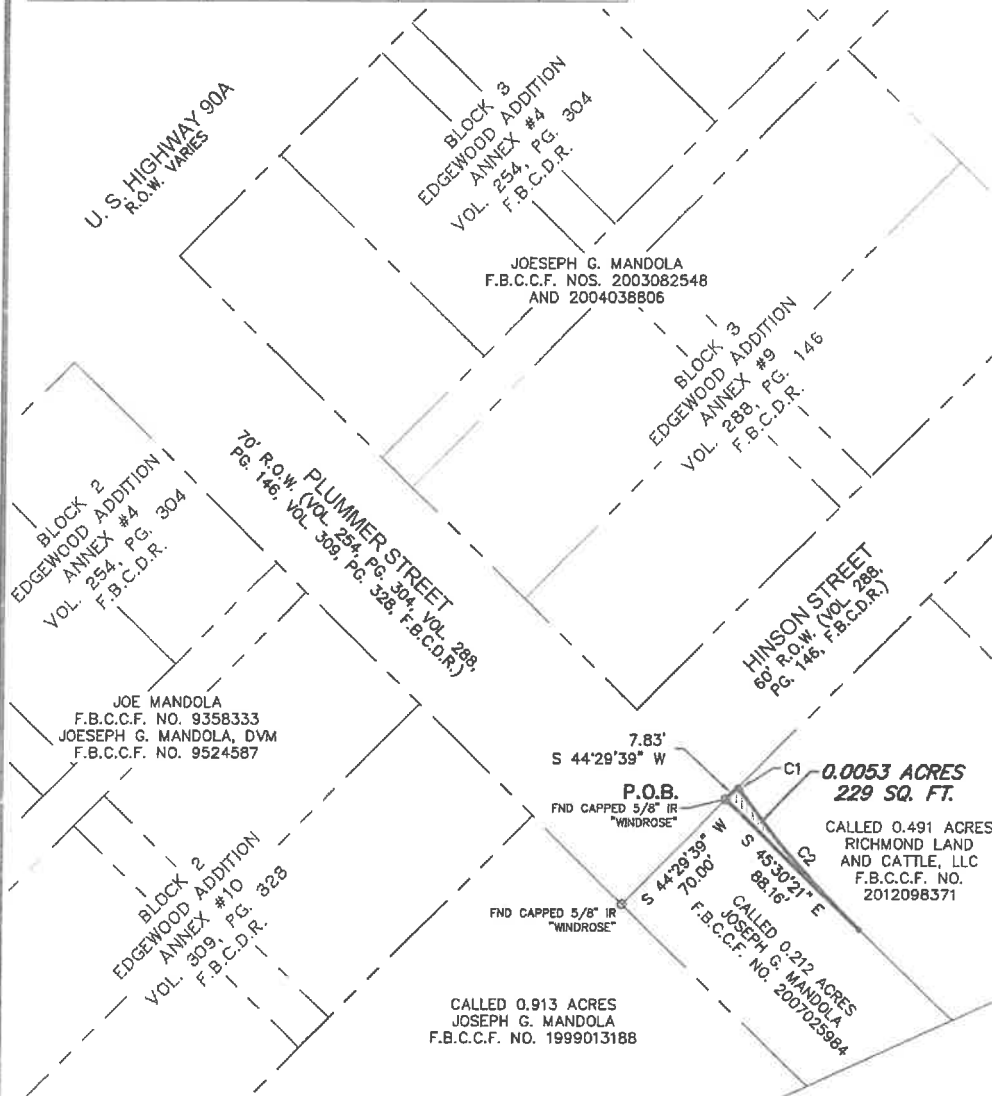 U. S. HIGHWAY 90A
R.O.W. VARIES
BLOCK 3
EDGEWOOD ADDITION
ANNEX #4
VOL. 254, PG. 304
F.B.C.D.R.
JOESEPH G. MANDOLA
F.B.C.C.F. NOS. 2003082548
AND 2004038806
BLOCK 3
EDGEWOOD ADDITION
ANNEX #9
VOL. 288, PG. 146
F.B.C.D.R.
BLOCK 2
EDGEWOOD ADDITION
ANNEX #4
VOL. 254, PG. 304
F.B.C.D.R.
PLUMMER STREET
70' R.O.W. (VOL. 254, PG. 304, VOL. 288,
PG. 146, VOL. 309, PG. 328, F.B.C.D.R.)
HINSON STREET
60' R.O.W. (VOL. 288,
PG. 146, F.B.C.D.R.)
JOE MANDOLA
F.B.C.C.F. NO. 9358333
JOESEPH G. MANDOLA, DVM
F.B.C.C.F. NO. 9524587
7.83'
S 44°29'39" W
C1
0.0053 ACRES
229 SQ. FT.
P.O.B.
FND CAPPED 5/8" IR
"WINDROSE"
CALLED 0.491 ACRES
RICHMOND LAND
AND CATTLE, LLC
F.B.C.C.F. NO.
2012098371
C2
S 44°29'39" W
70.00'
S 45°30'21" E
88.16'
FND CAPPED 5/8" IR
"WINDROSE"
CALLED 0.212 ACRES
JOSEPH G. MANDOLA
F.B.C.C.F. NO. 2007025984
BLOCK 2
EDGEWOOD ADDITION
ANNEX #10
VOL. 309, PG. 328
F.B.C.D.R.
CALLED 0.913 ACRES
JOSEPH G. MANDOLA
F.B.C.C.F. NO. 1999013188